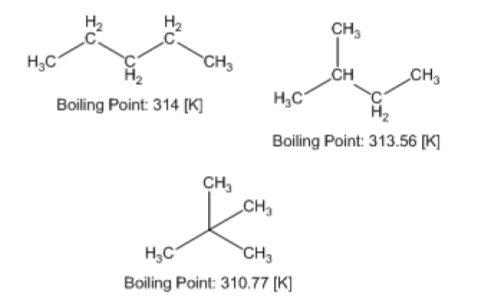 H₂
C
H₂
C
H₃C
C
H₂
CH₃
Boiling Point: 314 [K]
CH₃
CH
CH₃
H₃C
C
H₂
Boiling Point: 313.56 [K]
CH₃
CH₃
H₃C
CH₃
Boiling Point: 310.77 [K]